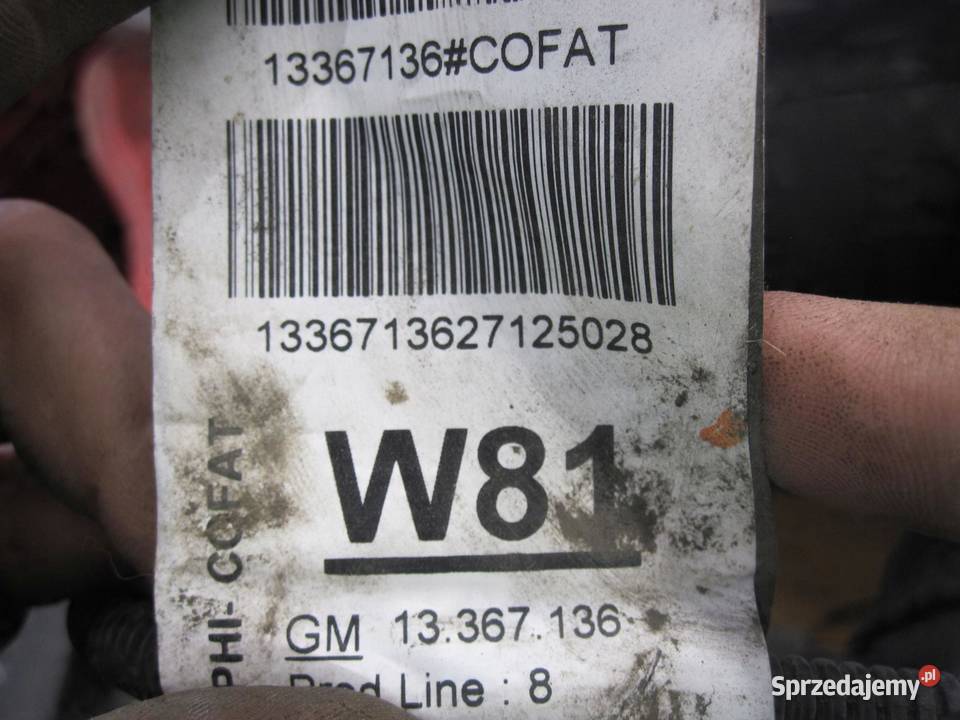 13367136#COFAT
1336713627125028
W81
PHI-COFAT
GM 13.367.136
Prod Line : 8
Sprzedajemy.pl